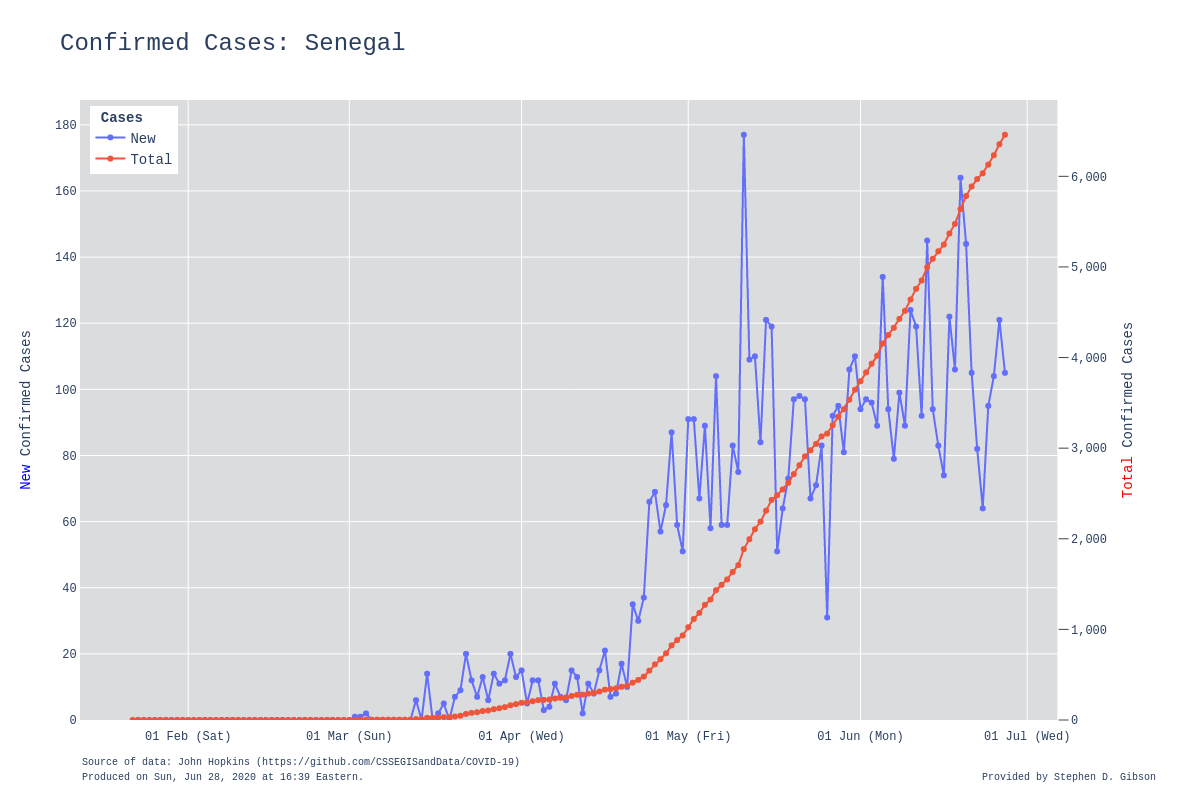 Confirmed Cases: Senegal
Cases
New
Total
180
160
140
120
100
80
60
40
20
0
6,000
5,000
4,000
3,000
2,000
1,000
0
New Confirmed Cases
Total Confirmed Cases
01 Feb (Sat) 01 Mar (Sun) 01 Apr (Wed) 01 May (Fri) 01 Jun (Mon) 01 Jul (Wed)
Source of data: John Hopkins (https://github.com/CSSEGISandData/COVID-19)
Produced on Sun, Jun 28, 2020 at 16:39 Eastern.
Provided by Stephen D. Gibson